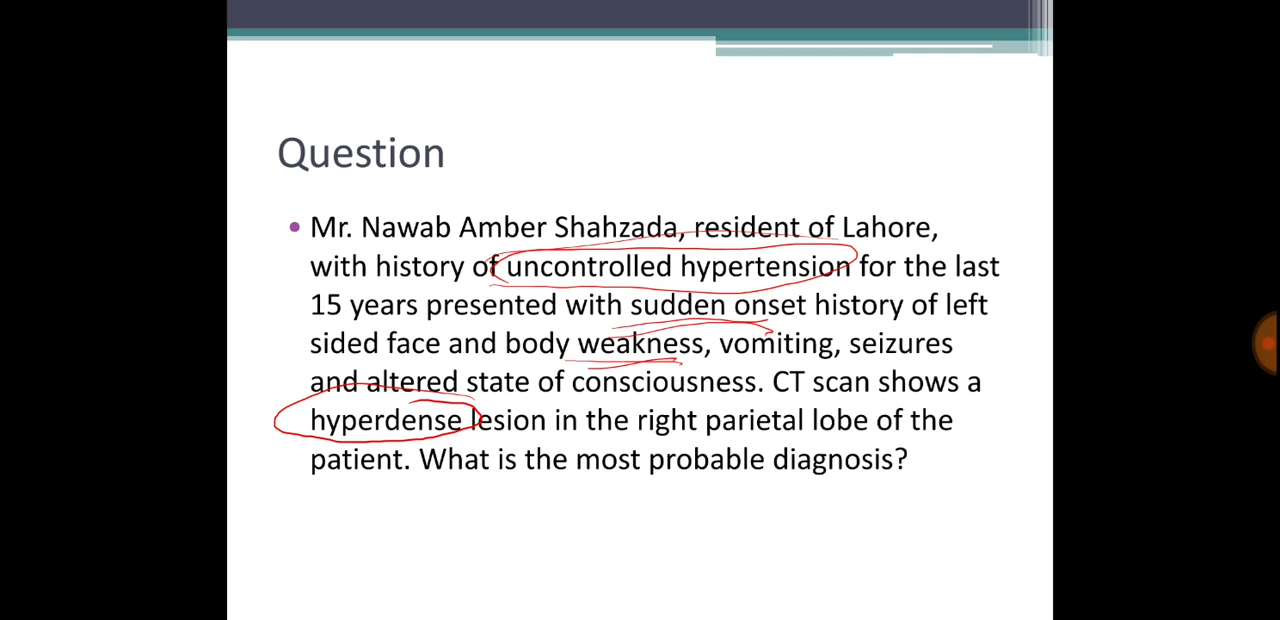 Question
• Mr. Nawab Amber Shahzada, resident of Lahore,
with history of uncontrolled hypertension for the last
15 years presented with sudden onset history of left
sided face and body weakness, vomiting, seizures
and altered state of consciousness. CT scan shows a
hyperdense lesion in the right parietal lobe of the
patient. What is the most probable diagnosis?